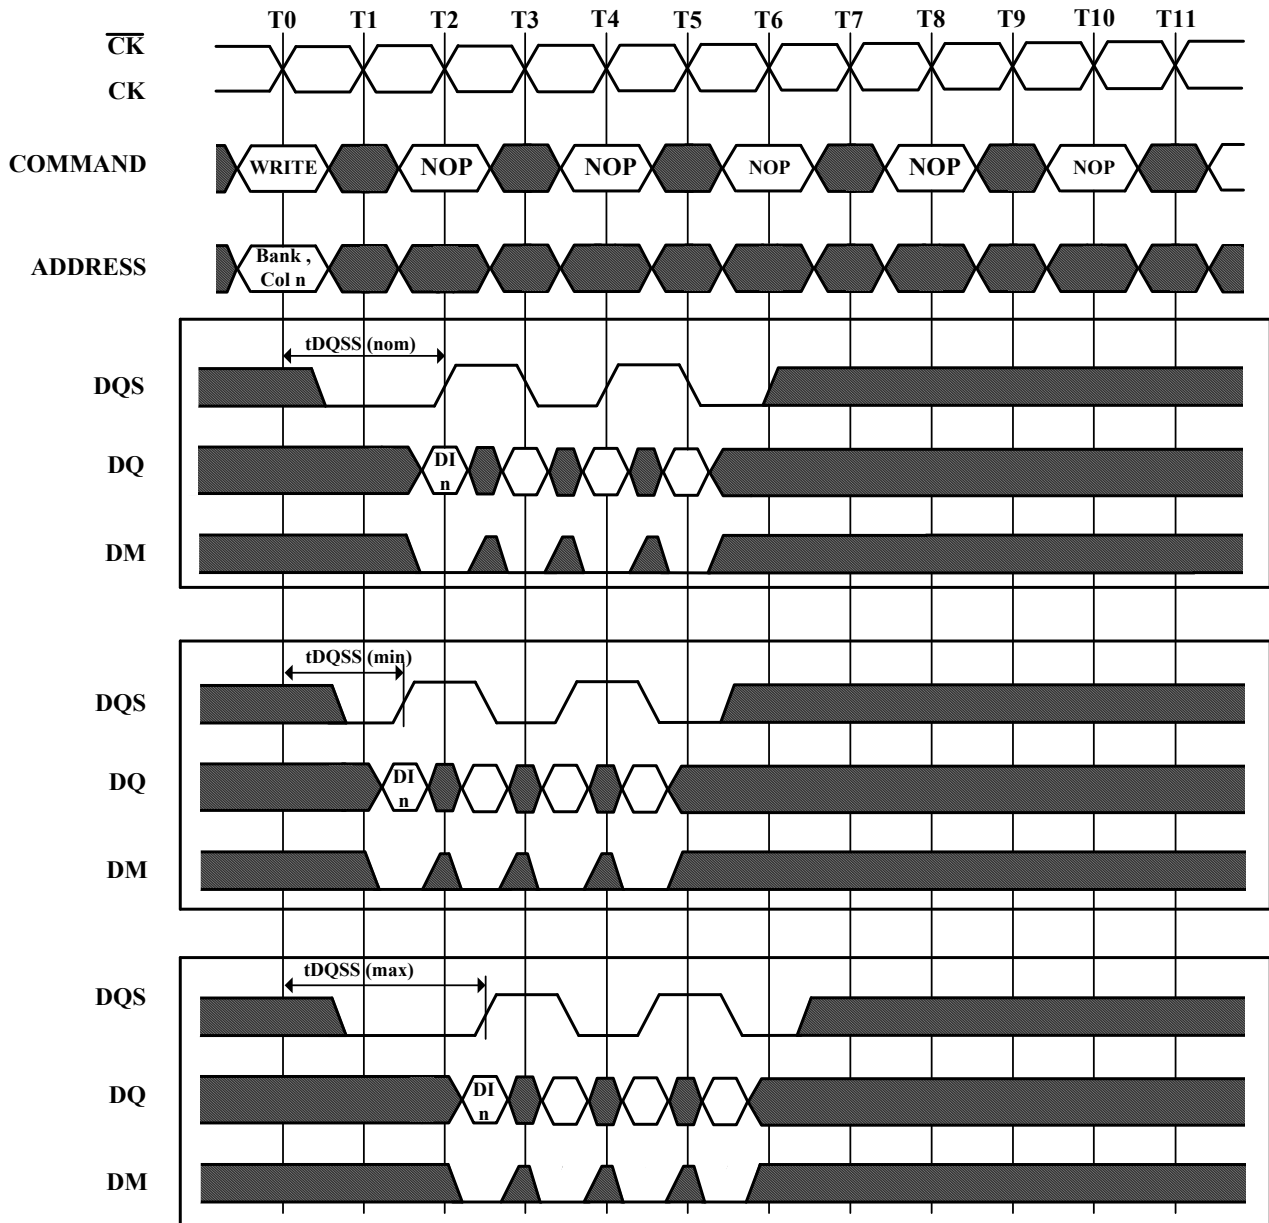 T0 T1 T2 T3 T4 T5 T6 T7 T8 T9 T10 T11
CK
CK
COMMAND WRITE NOP NOP NOP NOP NOP
ADDRESS Bank ,
Col n
tDQSS (nom)
DQS
DQ DI
n
DM
tDQSS (min)
DQS
DQ DI
n
DM
tDQSS (max)
DQS
DQ DI
n
DM